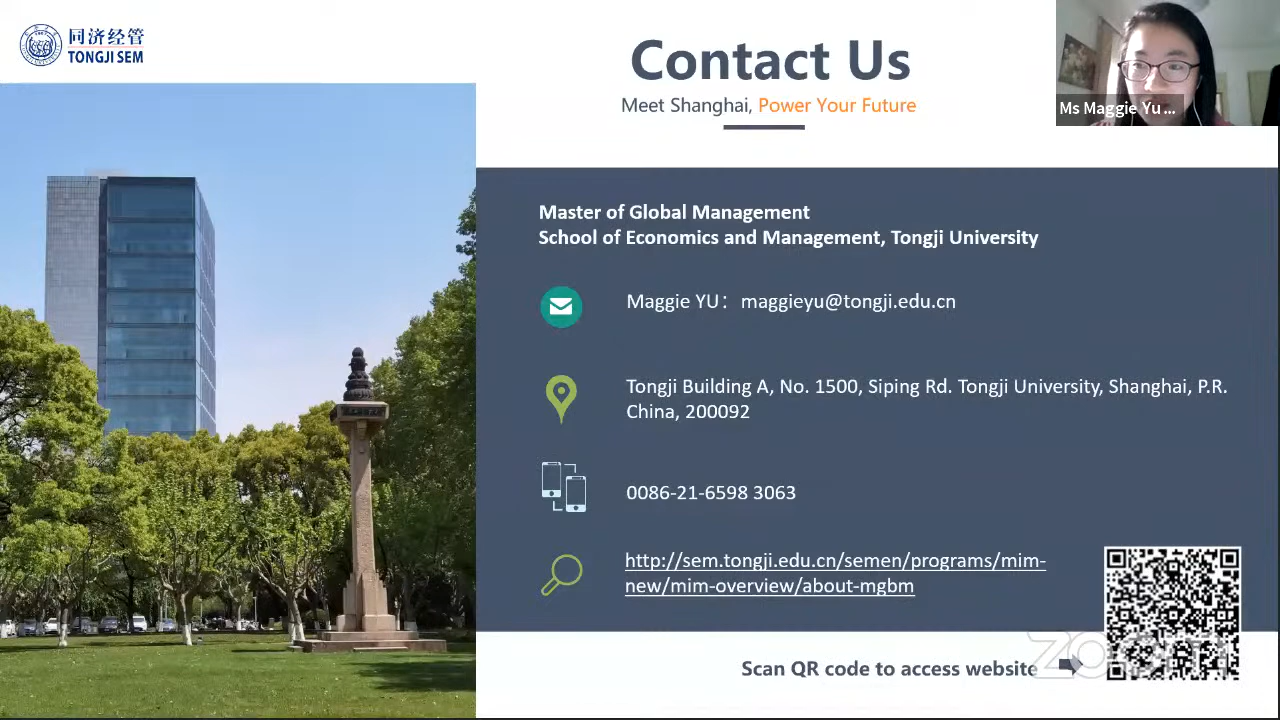 同济经管
TONGJI SEM
Contact Us
Meet Shanghai, Power Your Future
Ms Maggie Yu ...
Master of Global Management
School of Economics and Management, Tongji University
Maggie YU：maggieyu@tongji.edu.cn
Tongji Building A, No. 1500, Siping Rd. Tongji University, Shanghai, P.R.
China, 200092
0086-21-6598 3063
http://sem.tongji.edu.cn/semen/programs/mim-
new/mim-overview/about-mgbm
Scan QR code to access website
zoom